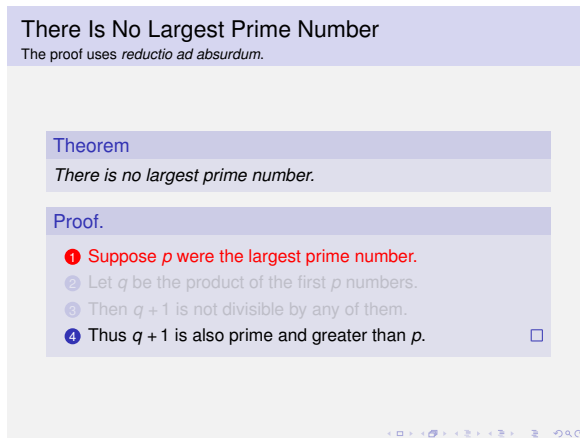 There Is No Largest Prime Number
The proof uses reductio ad absurdum.
Theorem
There is no largest prime number.
Proof.
1 Suppose p were the largest prime number.
2 Let q be the product of the first p numbers.
3 Then q + 1 is not divisible by any of them.
4 Thus q + 1 is also prime and greater than p.